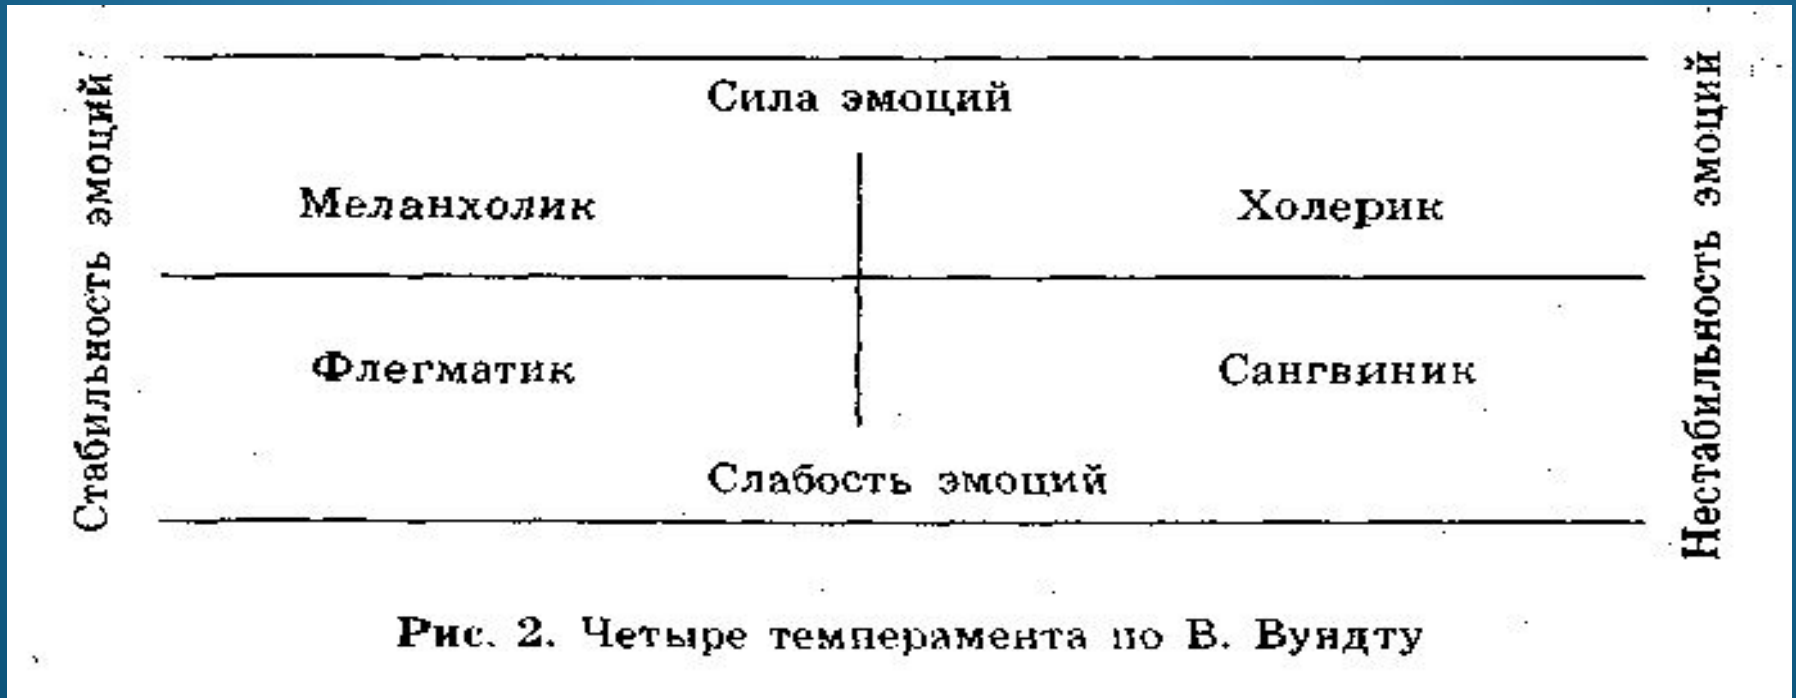 Сила эмоций
Стабильность эмоций
Нестабильность эмоций
Меланхолик
Холерик
Флегматик
Сангвиник
Слабость эмоций
Рис. 2. Четыре темперамента по В. Вундту